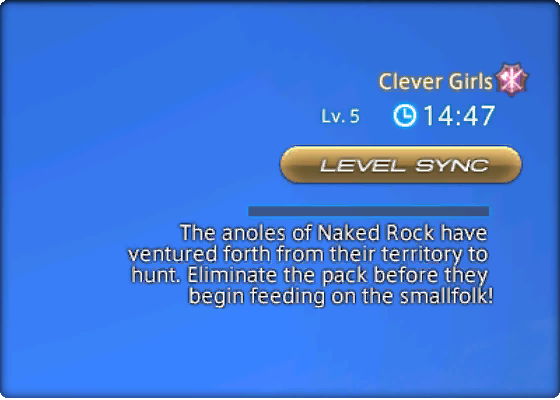 Clever Girls
Lv. 5 14:47
LEVEL SYNC
The anoles of Naked Rock have
ventured forth from their territory to
hunt. Eliminate the pack before they
begin feeding on the smallfolk!